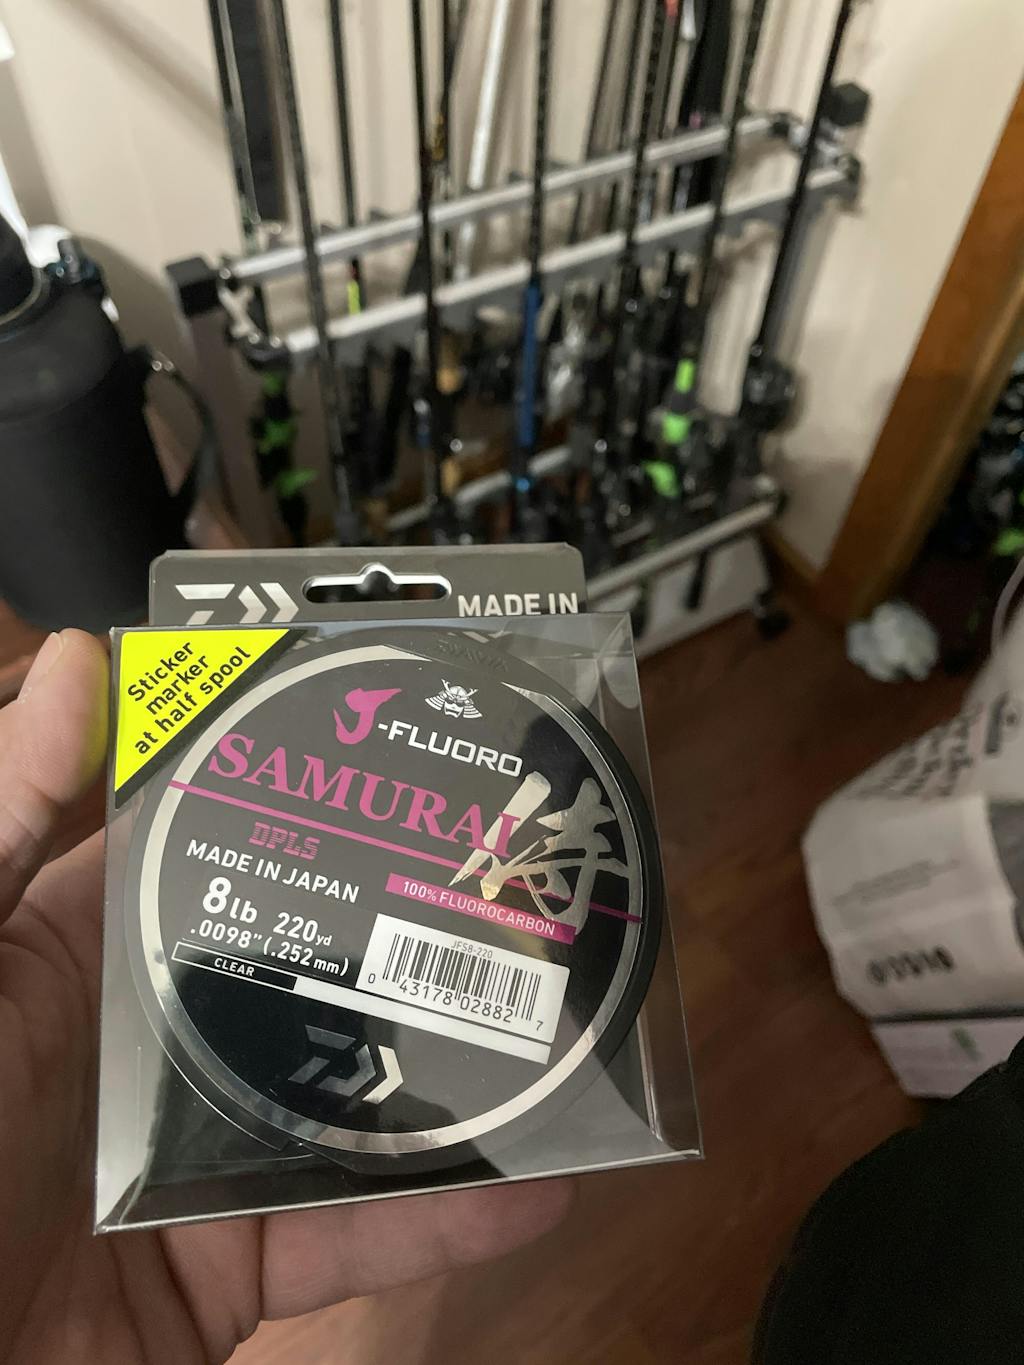 MADE IN
Sticker
marker
at half spool
J-FLUORO
SAMURAI
侍
DPLS
MADE IN JAPAN
100% FLUOROCARBON
8lb 220yd
.0098" (.252mm)
CLEAR
JFS8-220
0 43178 02882 7